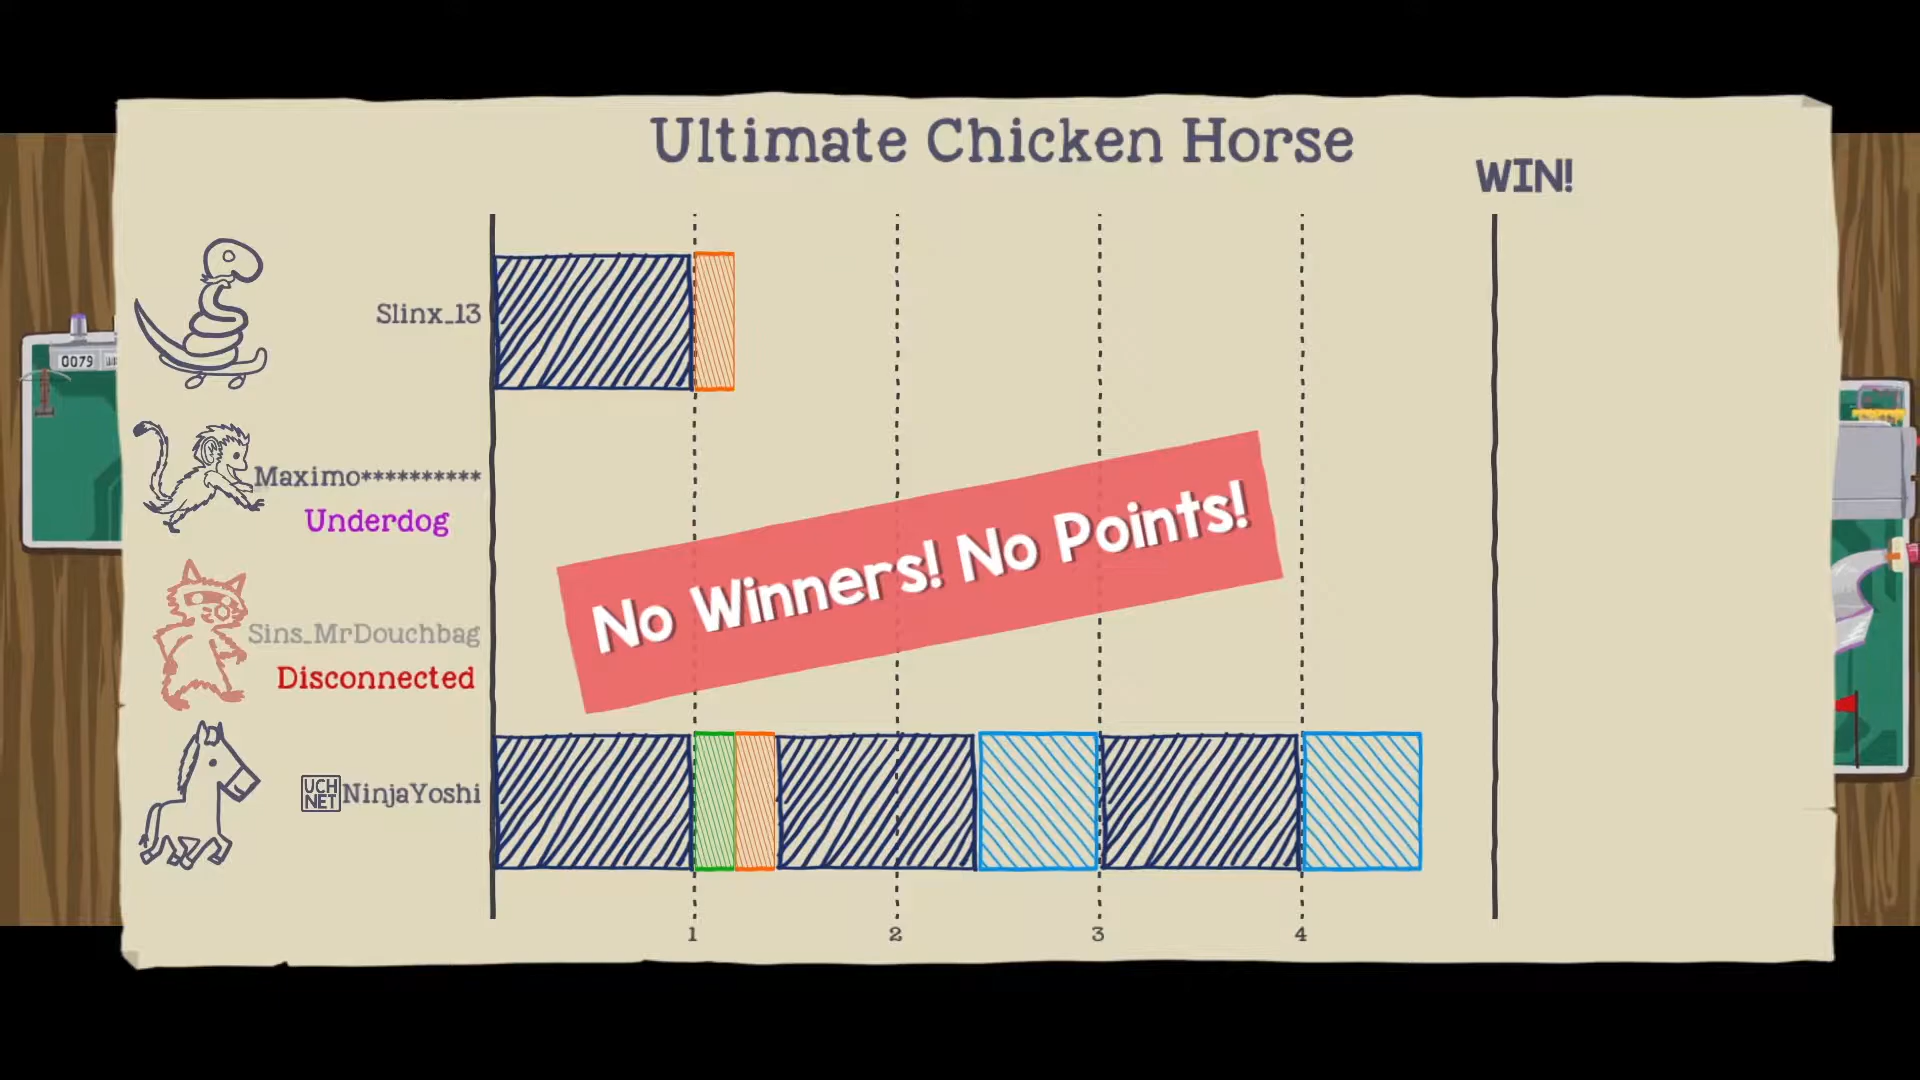 Ultimate Chicken Horse
WIN!
Slinx_13
0079
Maximo**********
Underdog
No Winners! No Points!
Sins_MrDouchbag
Disconnected
UCH
NET
NinjaYoshi
1 2 3 4